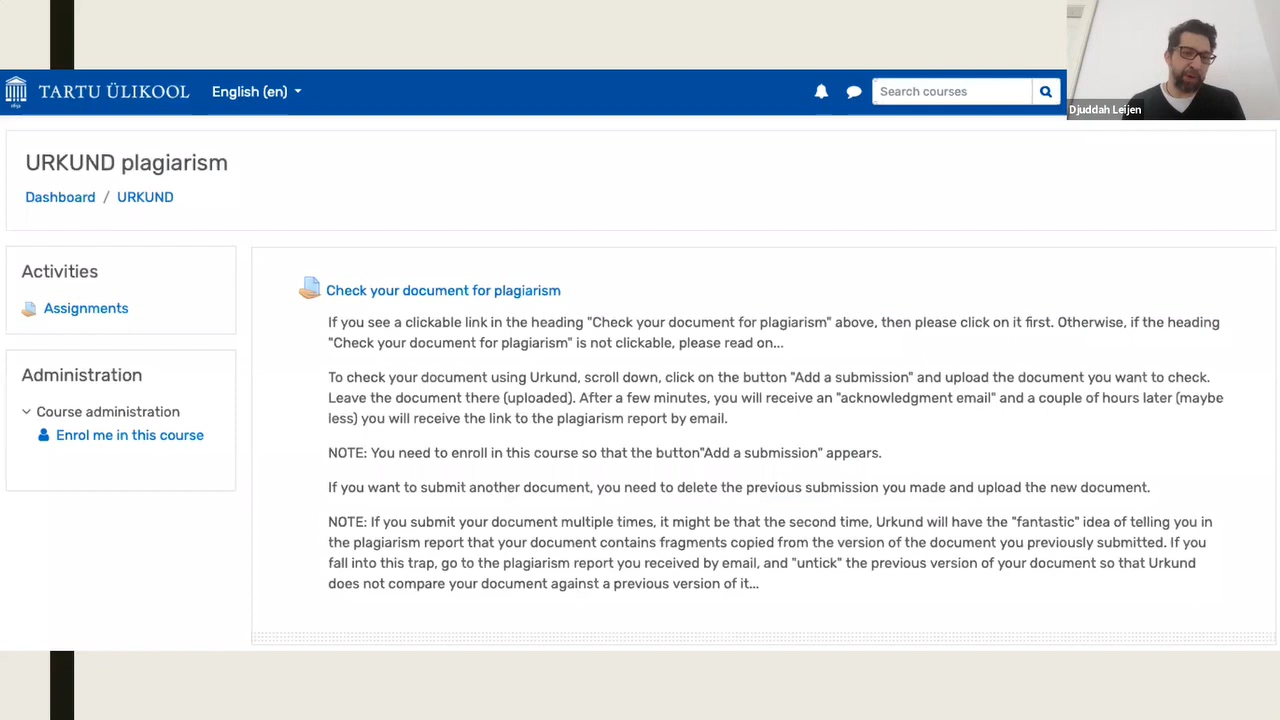 TARTU ÜLIKOOL English (en) Search courses
Djuddah Leijen
URKUND plagiarism
Dashboard / URKUND
Activities
Assignments
Administration
Course administration
Enrol me in this course
Check your document for plagiarism
If you see a clickable link in the heading "Check your document for plagiarism" above, then please click on it first. Otherwise, if the heading
"Check your document for plagiarism" is not clickable, please read on...
To check your document using Urkund, scroll down, click on the button "Add a submission" and upload the document you want to check.
Leave the document there (uploaded). After a few minutes, you will receive an "acknowledgment email" and a couple of hours later (maybe
less) you will receive the link to the plagiarism report by email.
NOTE: You need to enroll in this course so that the button"Add a submission" appears.
If you want to submit another document, you need to delete the previous submission you made and upload the new document.
NOTE: If you submit your document multiple times, it might be that the second time, Urkund will have the "fantastic" idea of telling you in
the plagiarism report that your document contains fragments copied from the version of the document you previously submitted. If you
fall into this trap, go to the plagiarism report you received by email, and "untick" the previous version of your document so that Urkund
does not compare your document against a previous version of it...